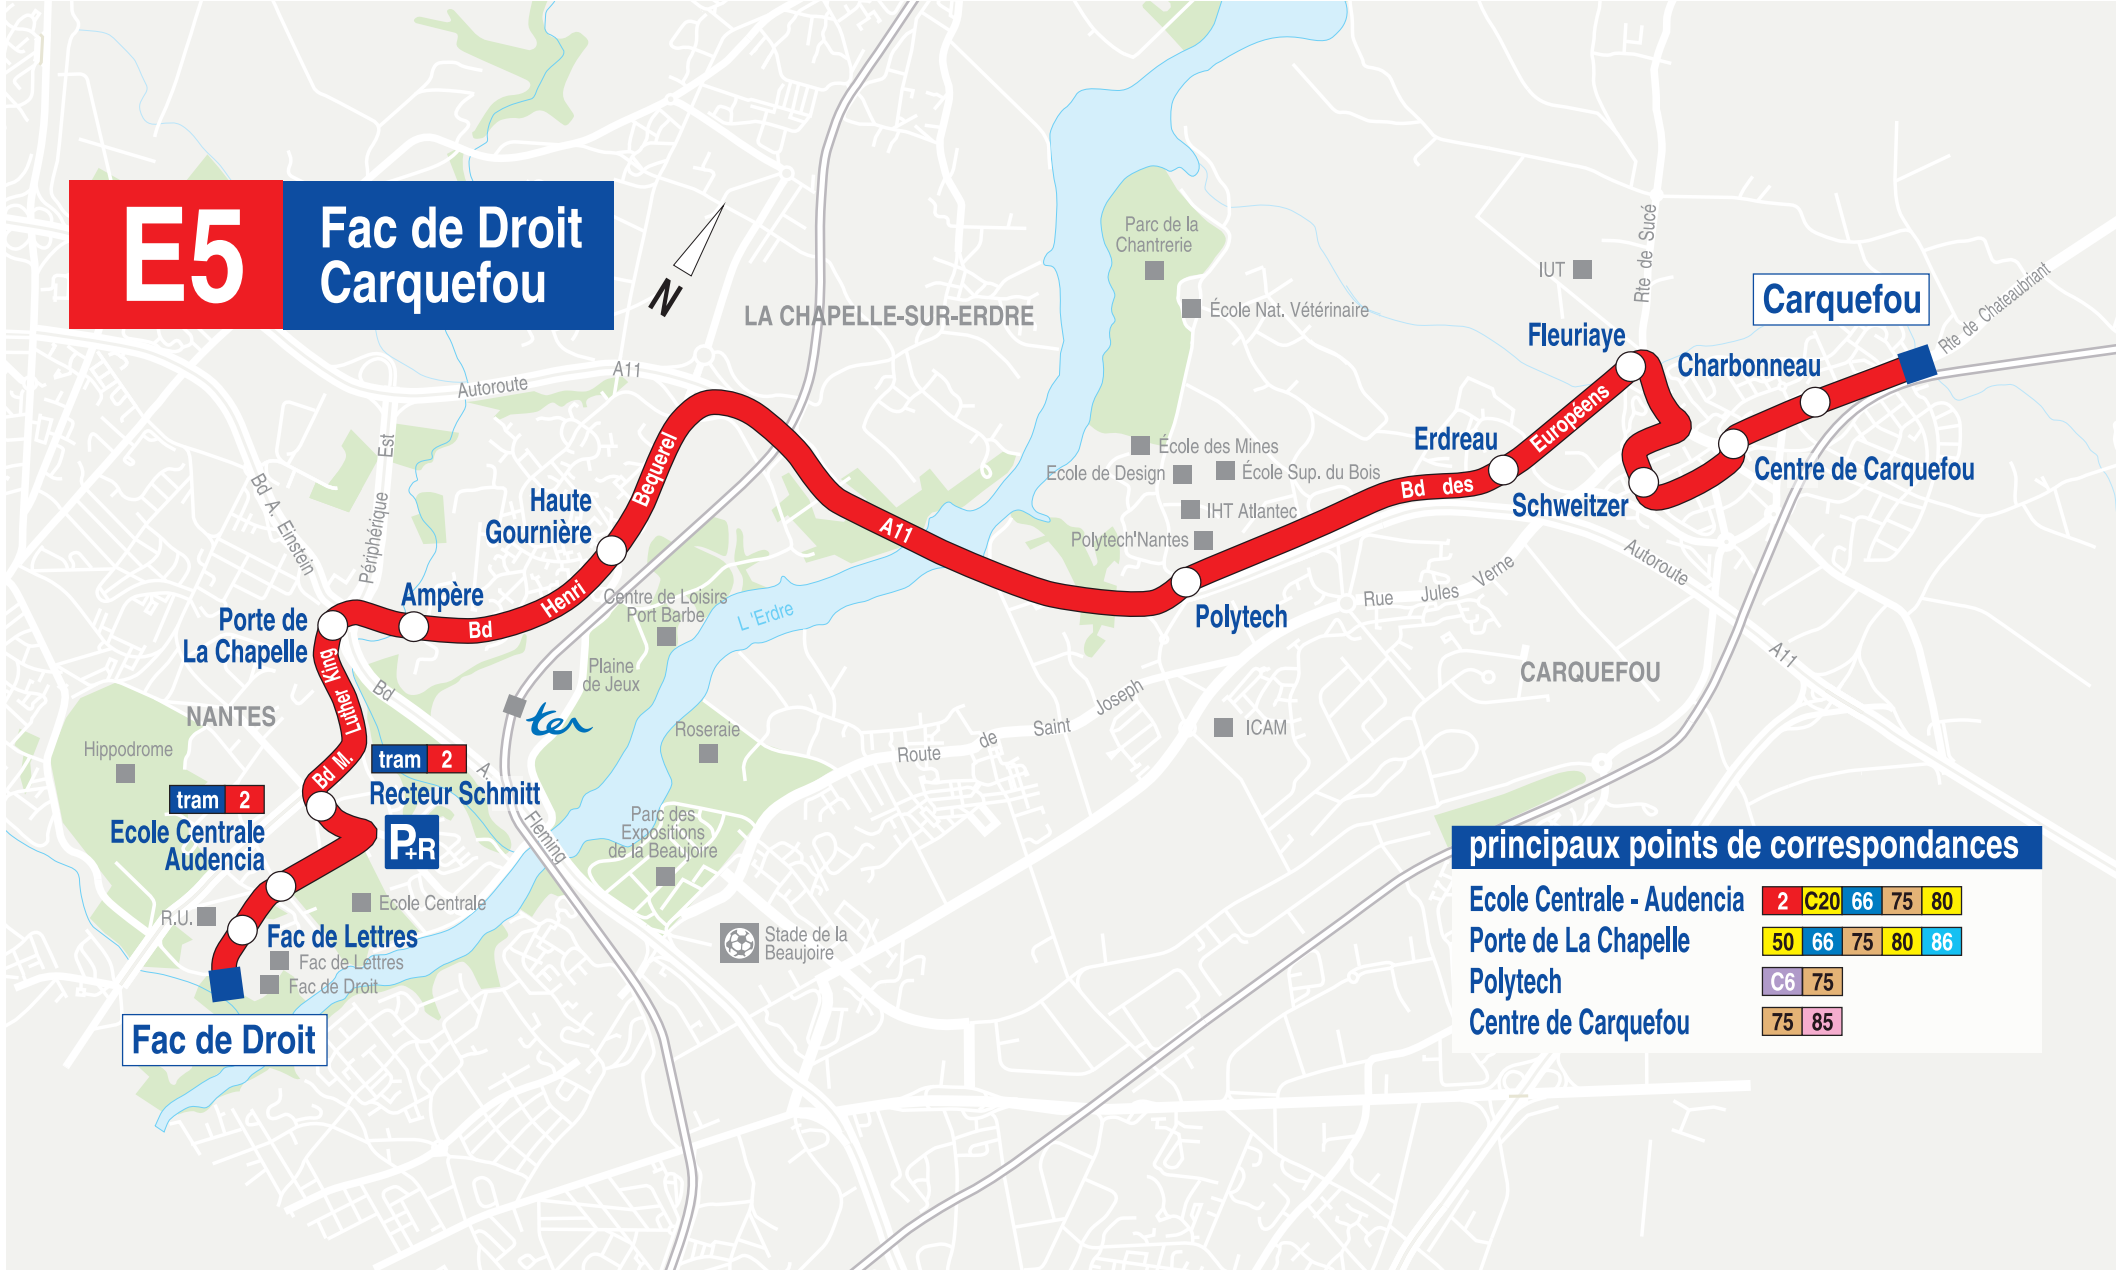 E5
Fac de Droit
Carquefou
N
LA CHAPELLE-SUR-ERDRE
Autoroute
A11
Parc de la
Chantrerie
École Nat. Vétérinaire
IUT
Rte de Sucé
Carquefou
Rte de Chateaubriant
Fleuriaye
Charbonneau
Européens
Erdreau
Centre de Carquefou
Schweitzer
Bd des
École des Mines
Ecole de Design
École Sup. du Bois
IHT Atlantec
Polytech'Nantes
Polytech
A11
Bequerel
Haute
Gournière
Henri
Bd
Ampère
Périphérique Est
Bd A. Einstein
Porte de
La Chapelle
Luther King
Bd M.
Bd A. Fleming
Centre de Loisirs
Port Barbe
L 'Erdre
Plaine
de Jeux
ter
Rue Jules Verne
Autoroute
A11
CARQUEFOU
NANTES
Hippodrome
tram 2
Recteur Schmitt
P+R
tram 2
Ecole Centrale
Audencia
Roseraie
Route de Saint Joseph
ICAM
Parc des
Expositions
de la Beaujoire
Ecole Centrale
R.U.
Fac de Lettres
Fac de Lettres
Fac de Droit
Stade de la
Beaujoire
Fac de Droit
principaux points de correspondances
Ecole Centrale - Audencia 2 C20 66 75 80
Porte de La Chapelle 50 66 75 80 86
Polytech C6 75
Centre de Carquefou 75 85